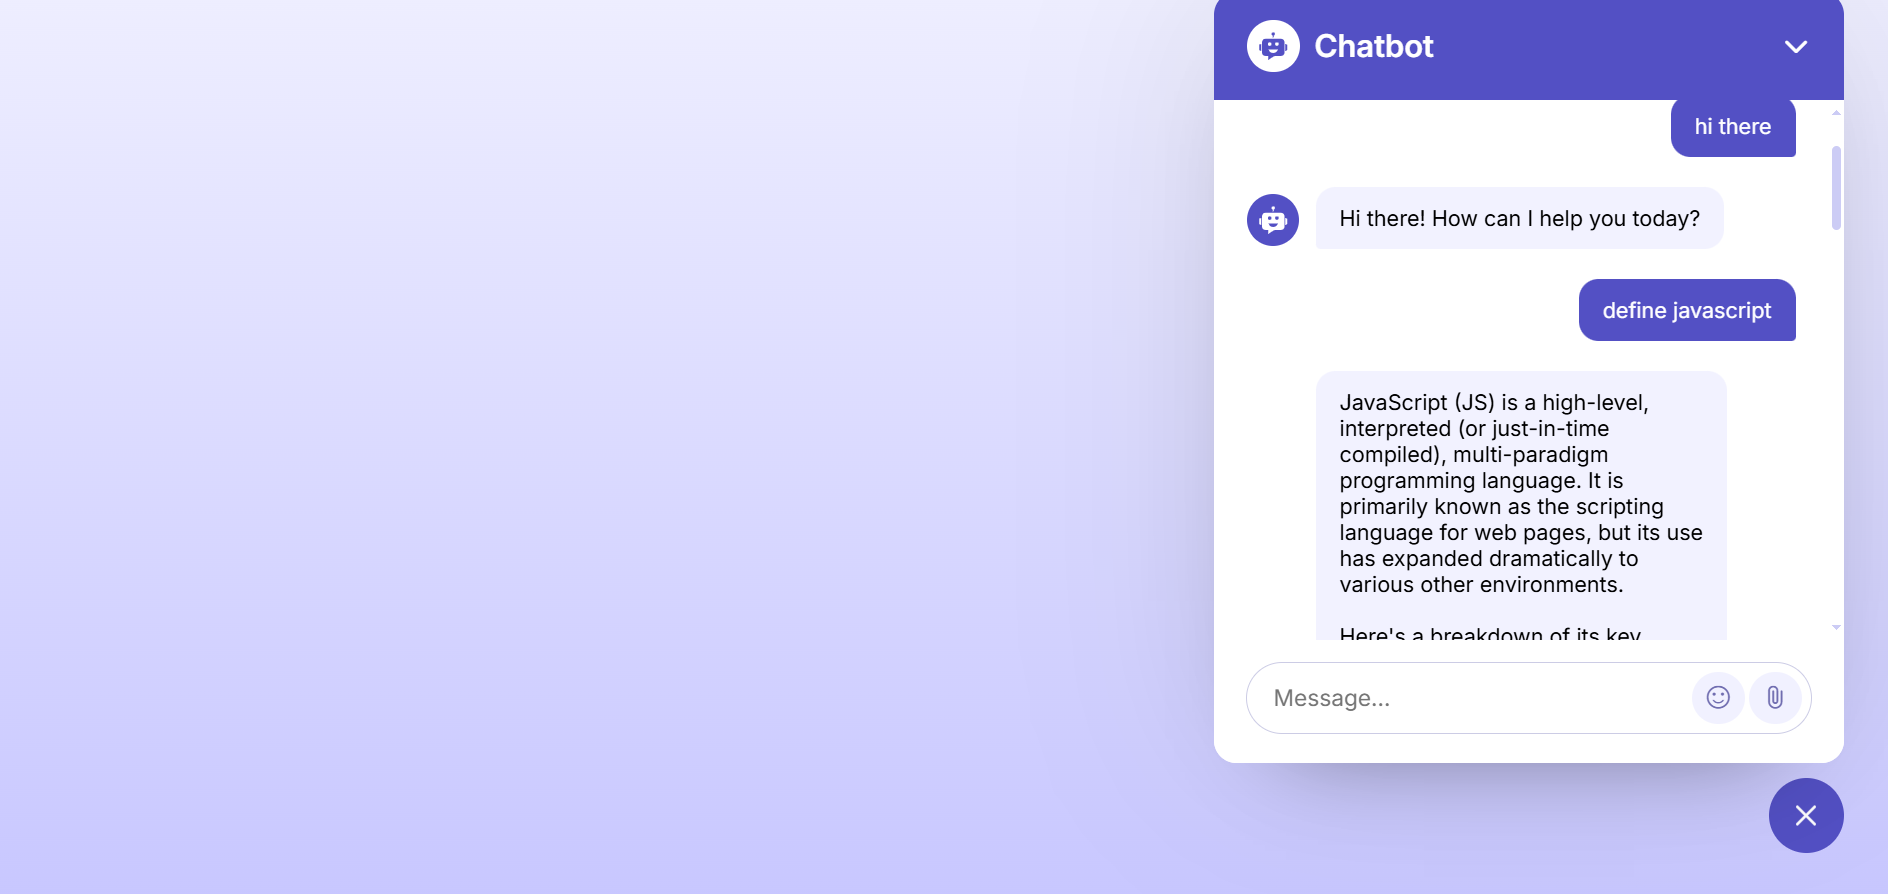 Chatbot
hi there
Hi there! How can I help you today?
define javascript
JavaScript (JS) is a high-level,
interpreted (or just-in-time
compiled), multi-paradigm
programming language. It is
primarily known as the scripting
language for web pages, but its use
has expanded dramatically to
various other environments.
Here's a breakdown of its key
Message...